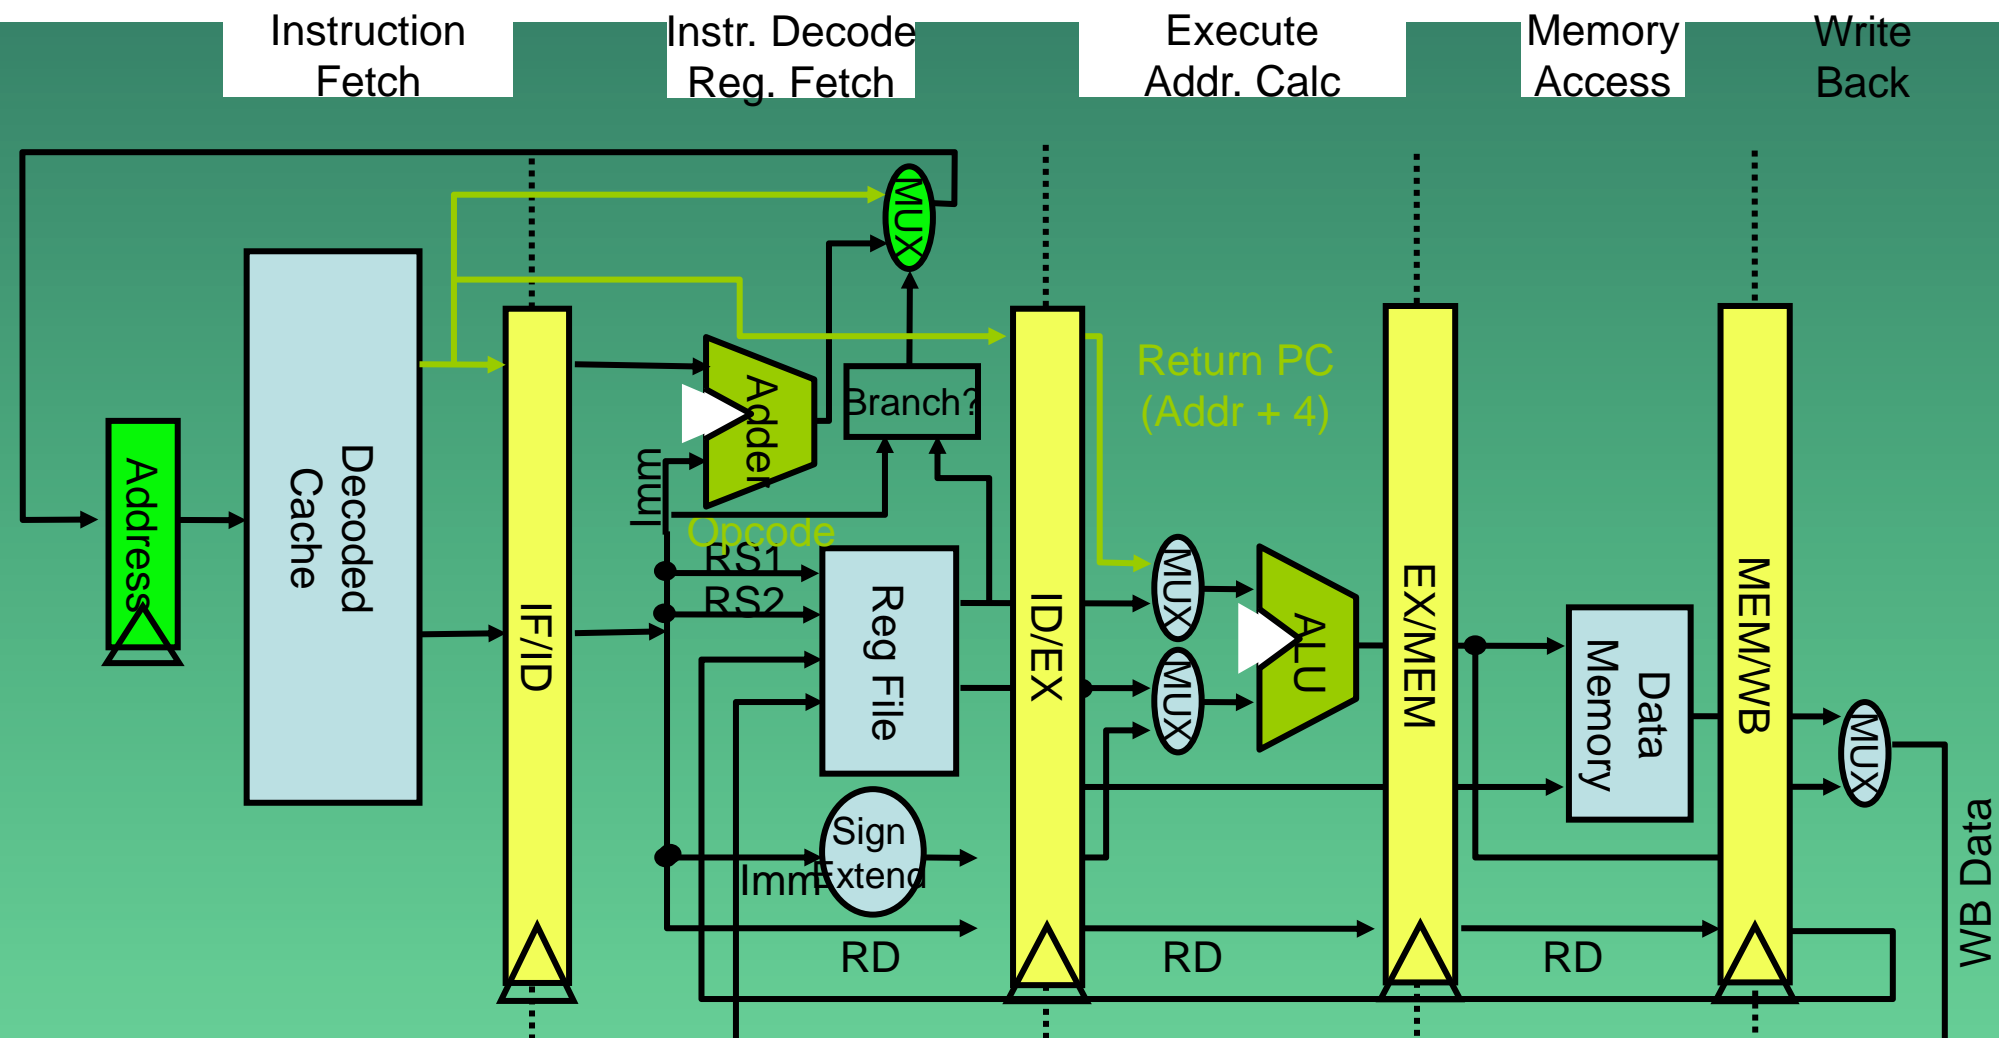 Instruction
Fetch
Instr. Decode
Reg. Fetch
Execute
Addr. Calc
Memory
Access
Write
Back
MUX
Return PC
(Addr + 4)
Adder
Branch?
Imm
Opcode
Address
Decoded
Cache
IF/ID
RS1
RS2
Reg File
ID/EX
MUX
MUX
ALU
EX/MEM
Data
Memory
MEM/WB
MUX
Sign
Extend
Imm
RD
RD
RD
WB Data